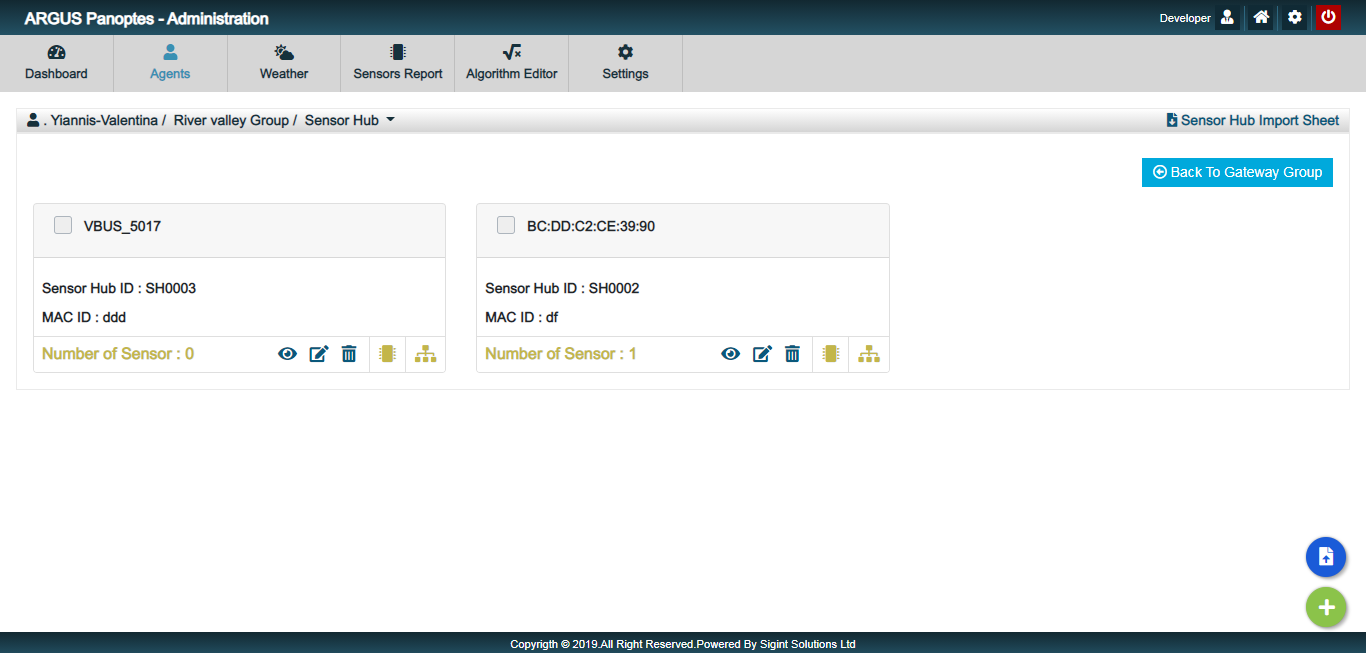 ARGUS Panoptes - Administration
Developer
Dashboard
Agents
Weather
Sensors Report
Algorithm Editor
Settings
. Yiannis-Valentina / River valley Group / Sensor Hub
Sensor Hub Import Sheet
Back To Gateway Group
VBUS_5017
Sensor Hub ID : SH0003
MAC ID : ddd
Number of Sensor : 0
BC:DD:C2:CE:39:90
Sensor Hub ID : SH0002
MAC ID : df
Number of Sensor : 1
Copyrigth © 2019.All Right Reserved.Powered By Sigint Solutions Ltd